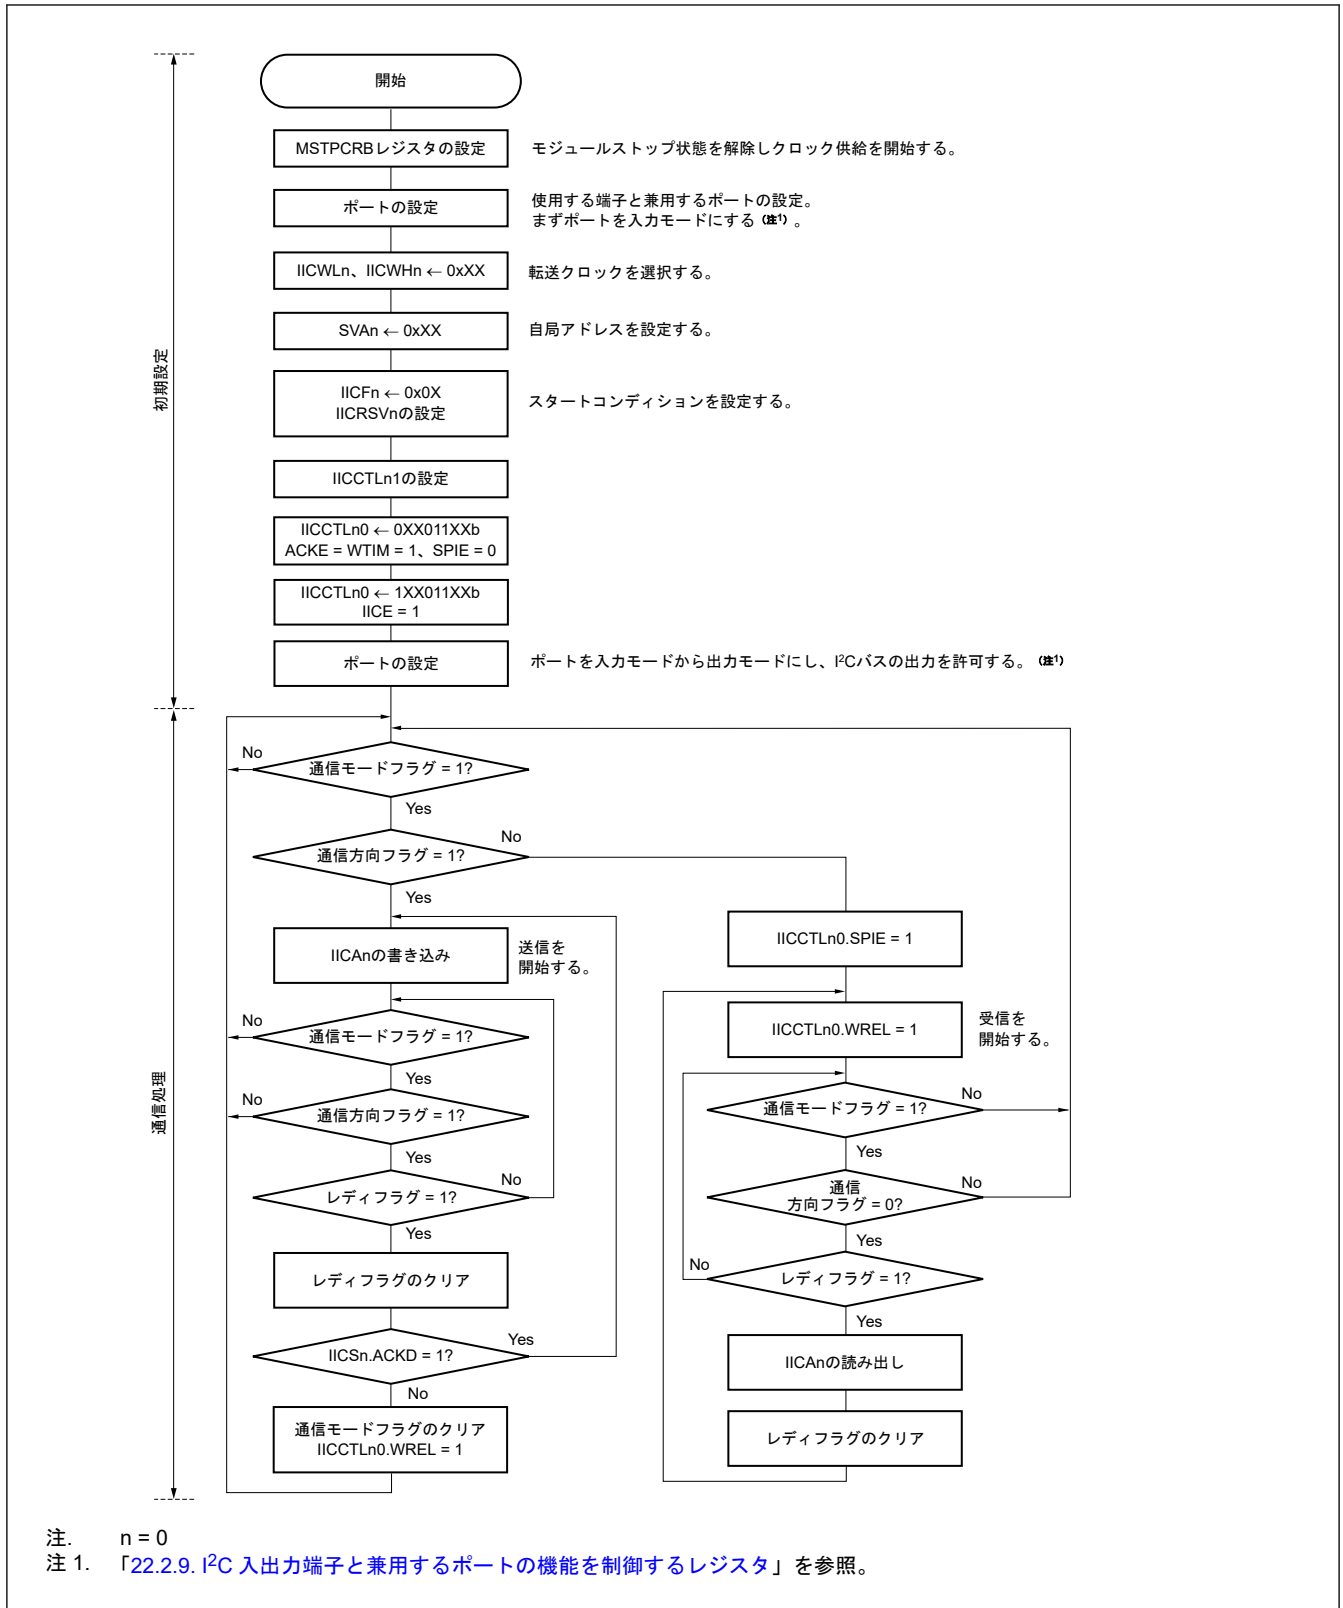 開始
MSTPCRBレジスタの設定
モジュールストップ状態を解除しクロック供給を開始する。
ポートの設定
使用する端子と兼用するポートの設定。
まずポートを入力モードにする (注1) 。
IICWLn、IICWHn ← 0xXX
転送クロックを選択する。
SVAn ← 0xXX
自局アドレスを設定する。
初期設定
IICFn ← 0x0X
IICRSVnの設定
スタートコンディションを設定する。
IICCTLn1の設定
IICCTLn0 ← 0XX011XXb
ACKE = WTIM = 1、SPIE = 0
IICCTLn0 ← 1XX011XXb
IICE = 1
ポートの設定
ポートを入力モードから出力モードにし、I²Cバスの出力を許可する。 (注1)
通信処理
No
通信モードフラグ = 1?
Yes
通信方向フラグ = 1?
No
Yes
IICAnの書き込み
送信を
開始する。
No
通信モードフラグ = 1?
Yes
No
通信方向フラグ = 1?
Yes
レディフラグ = 1?
No
Yes
レディフラグのクリア
IICSn.ACKD = 1?
Yes
No
通信モードフラグのクリア
IICCTLn0.WREL = 1
IICCTLn0.SPIE = 1
IICCTLn0.WREL = 1
受信を
開始する。
通信モードフラグ = 1?
No
Yes
通信
方向フラグ = 0?
No
Yes
No
レディフラグ = 1?
Yes
IICAnの読み出し
レディフラグのクリア
注. n = 0
注 1. 「22.2.9. I²C 入出力端子と兼用するポートの機能を制御するレジスタ」を参照。